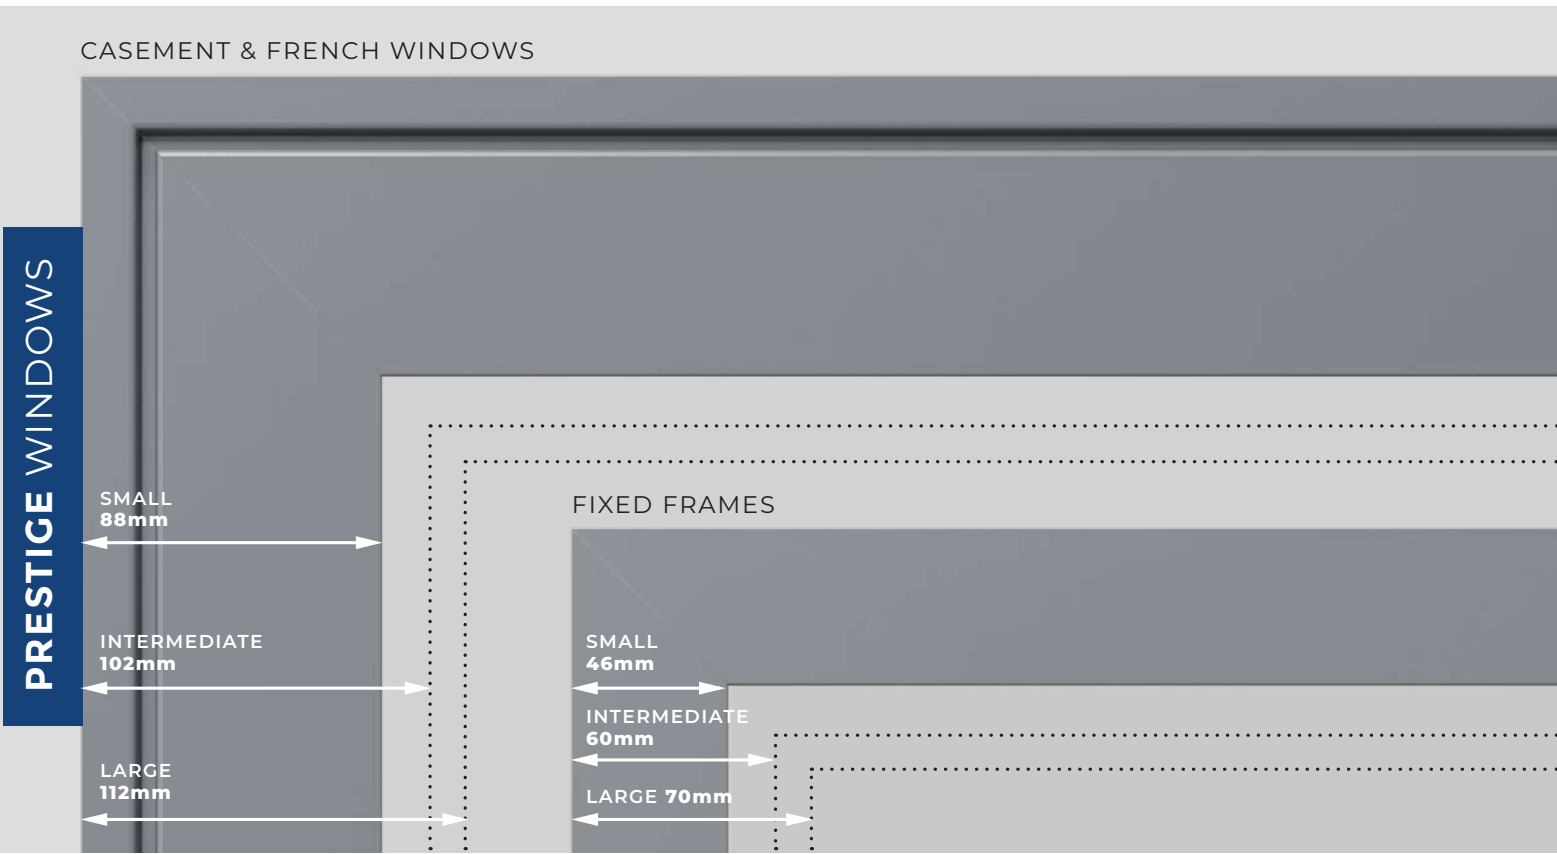 CASEMENT & FRENCH WINDOWS
PRESTIGE WINDOWS
SMALL
88mm
INTERMEDIATE
102mm
LARGE
112mm
FIXED FRAMES
SMALL
46mm
INTERMEDIATE
60mm
LARGE 70mm